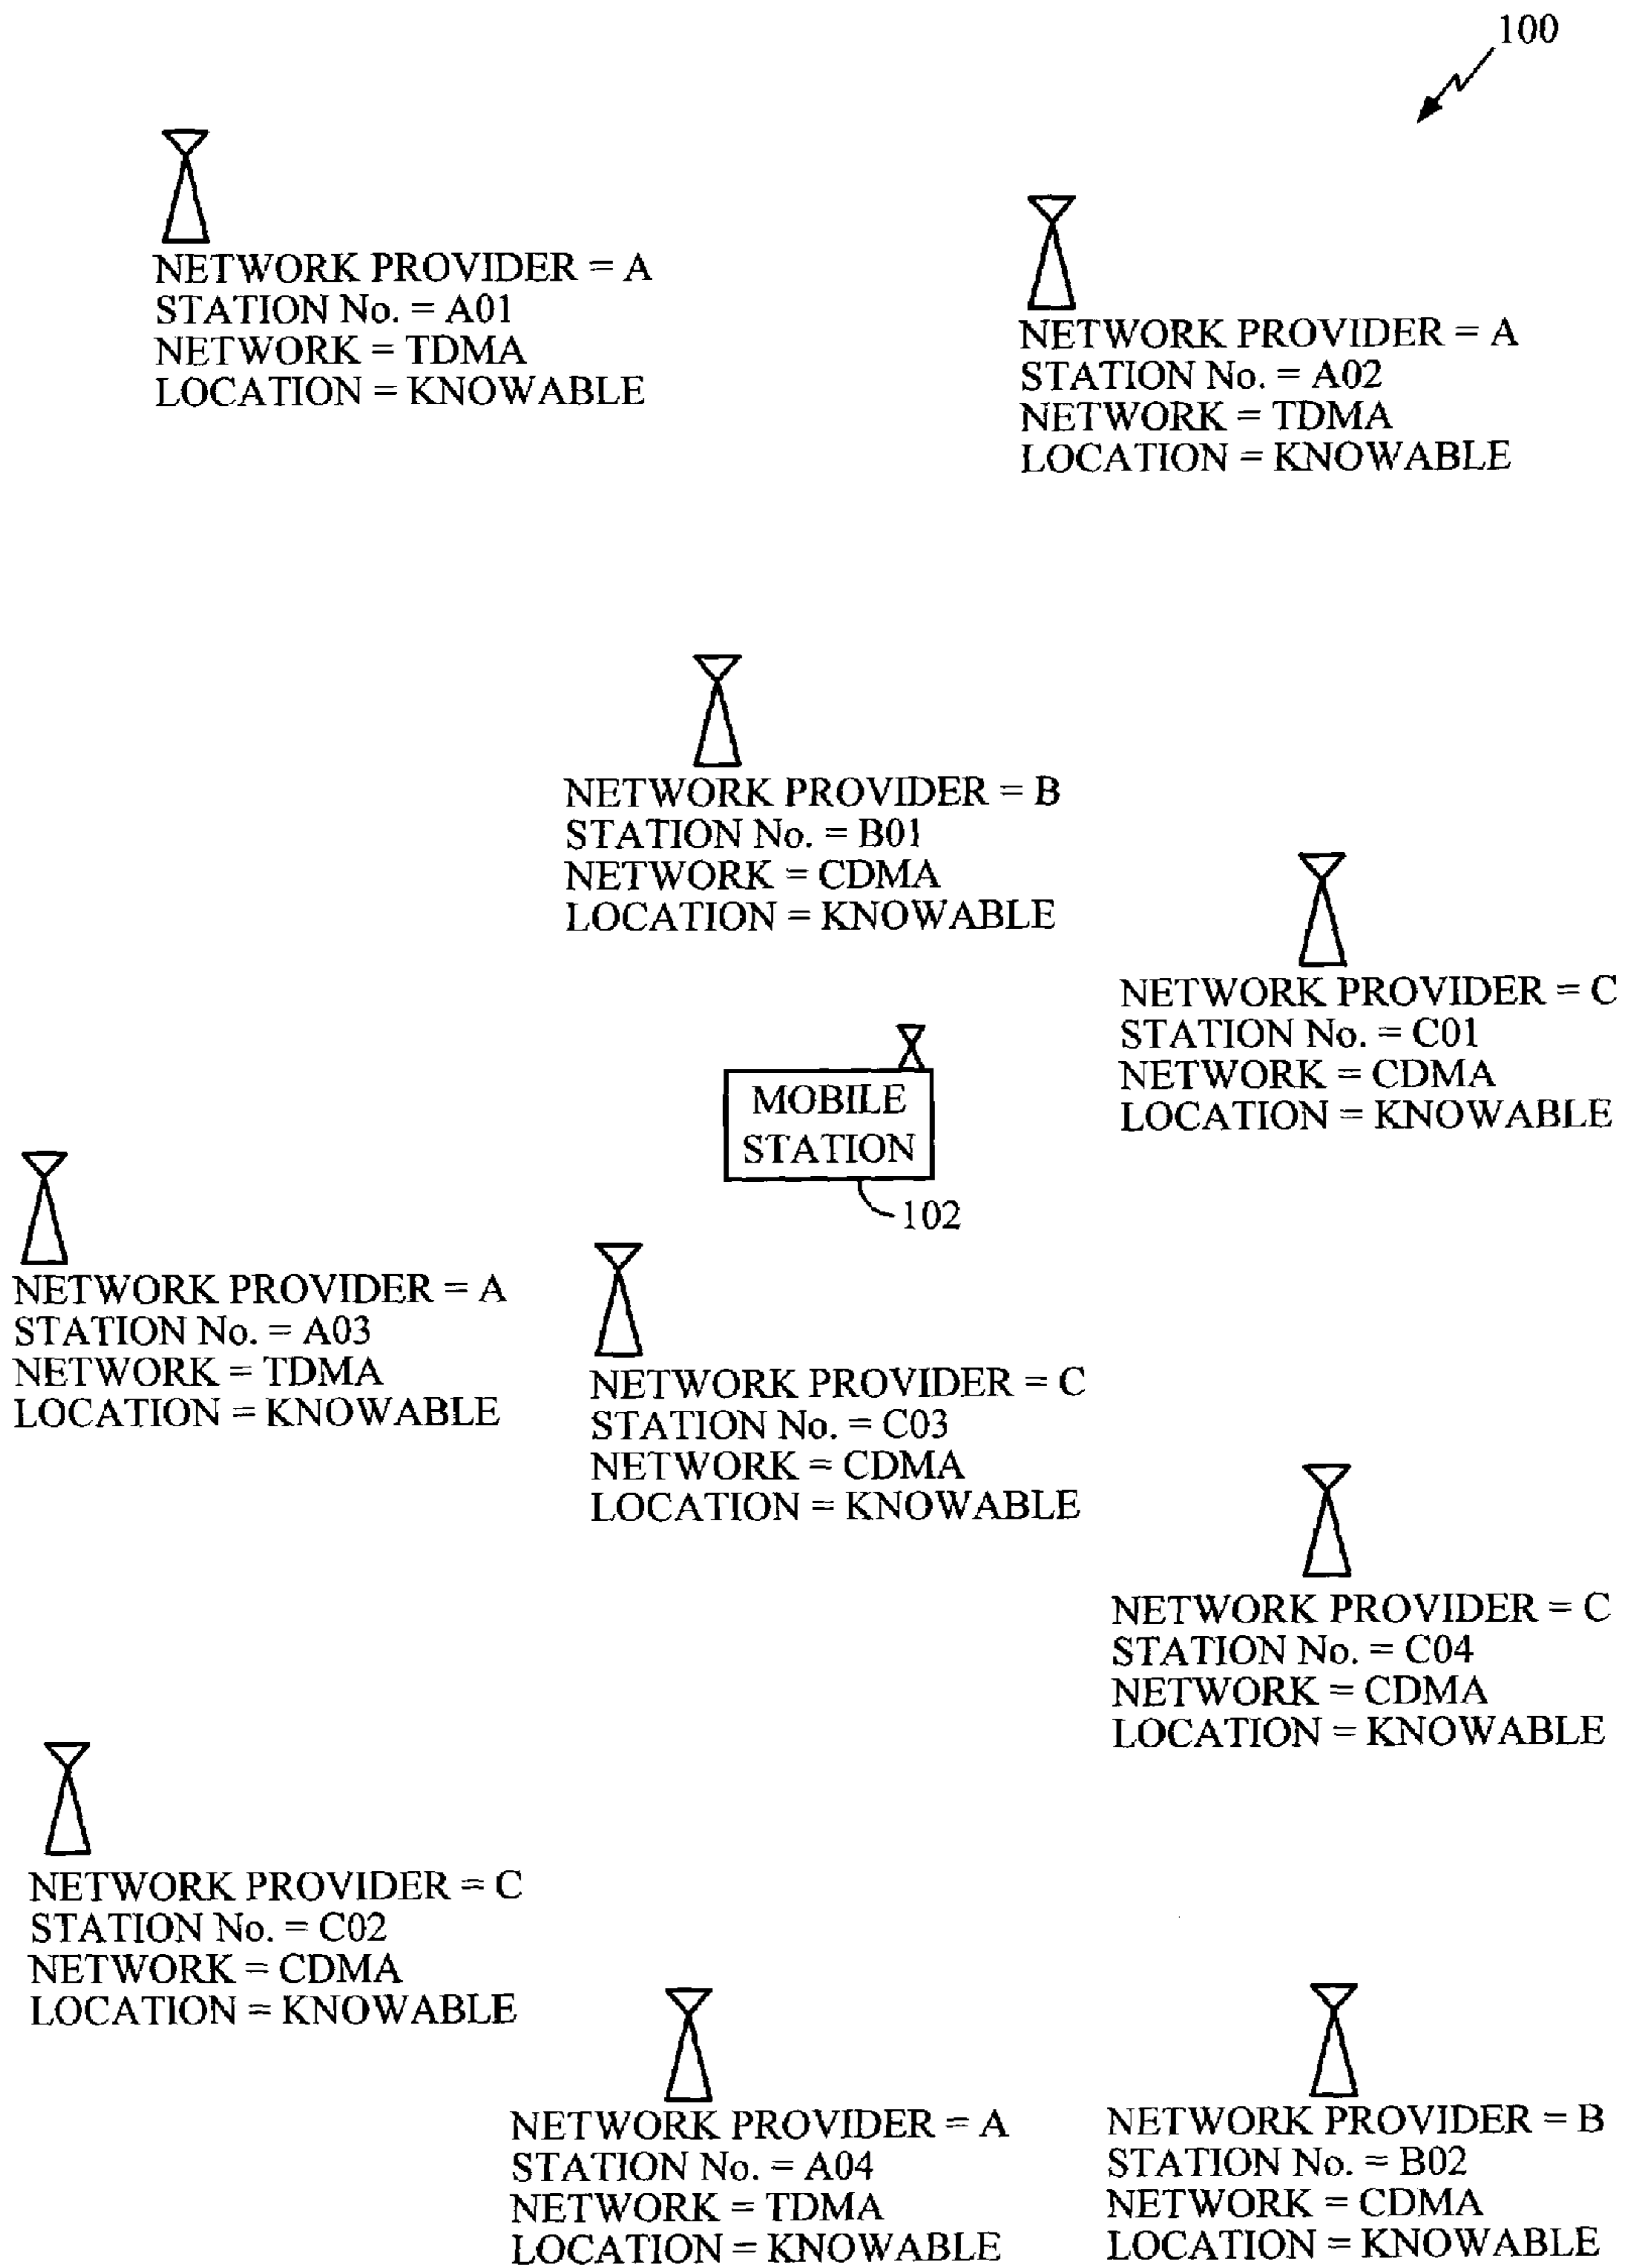 100
NETWORK PROVIDER = A
STATION No. = A01
NETWORK = TDMA
LOCATION = KNOWABLE
NETWORK PROVIDER = A
STATION No. = A02
NETWORK = TDMA
LOCATION = KNOWABLE
NETWORK PROVIDER = B
STATION No. = B01
NETWORK = CDMA
LOCATION = KNOWABLE
NETWORK PROVIDER = C
STATION No. = C01
NETWORK = CDMA
LOCATION = KNOWABLE
MOBILE
STATION
102
NETWORK PROVIDER = A
STATION No. = A03
NETWORK = TDMA
LOCATION = KNOWABLE
NETWORK PROVIDER = C
STATION No. = C03
NETWORK = CDMA
LOCATION = KNOWABLE
NETWORK PROVIDER = C
STATION No. = C04
NETWORK = CDMA
LOCATION = KNOWABLE
NETWORK PROVIDER = C
STATION No. = C02
NETWORK = CDMA
LOCATION = KNOWABLE
NETWORK PROVIDER = A
STATION No. = A04
NETWORK = TDMA
LOCATION = KNOWABLE
NETWORK PROVIDER = B
STATION No. = B02
NETWORK = CDMA
LOCATION = KNOWABLE